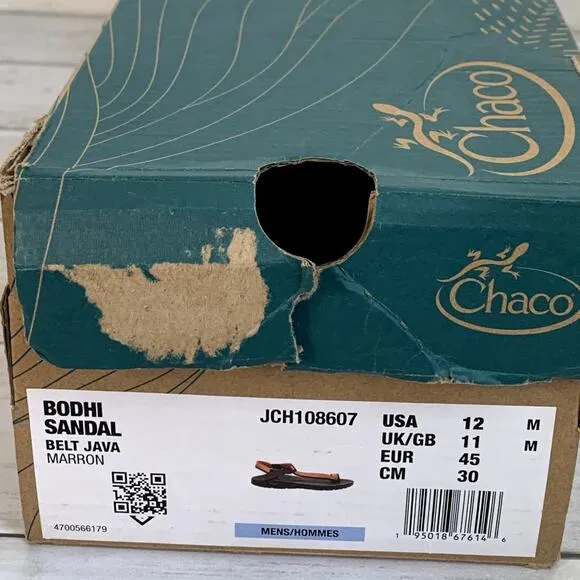 Chaco
Chaco
BODHI
SANDAL
BELT JAVA
MARRON
JCH108607
USA 12 M
UK/GB 11 M
EUR 45
CM 30
4700566179
MENS/HOMMES
1 95018 67614 6